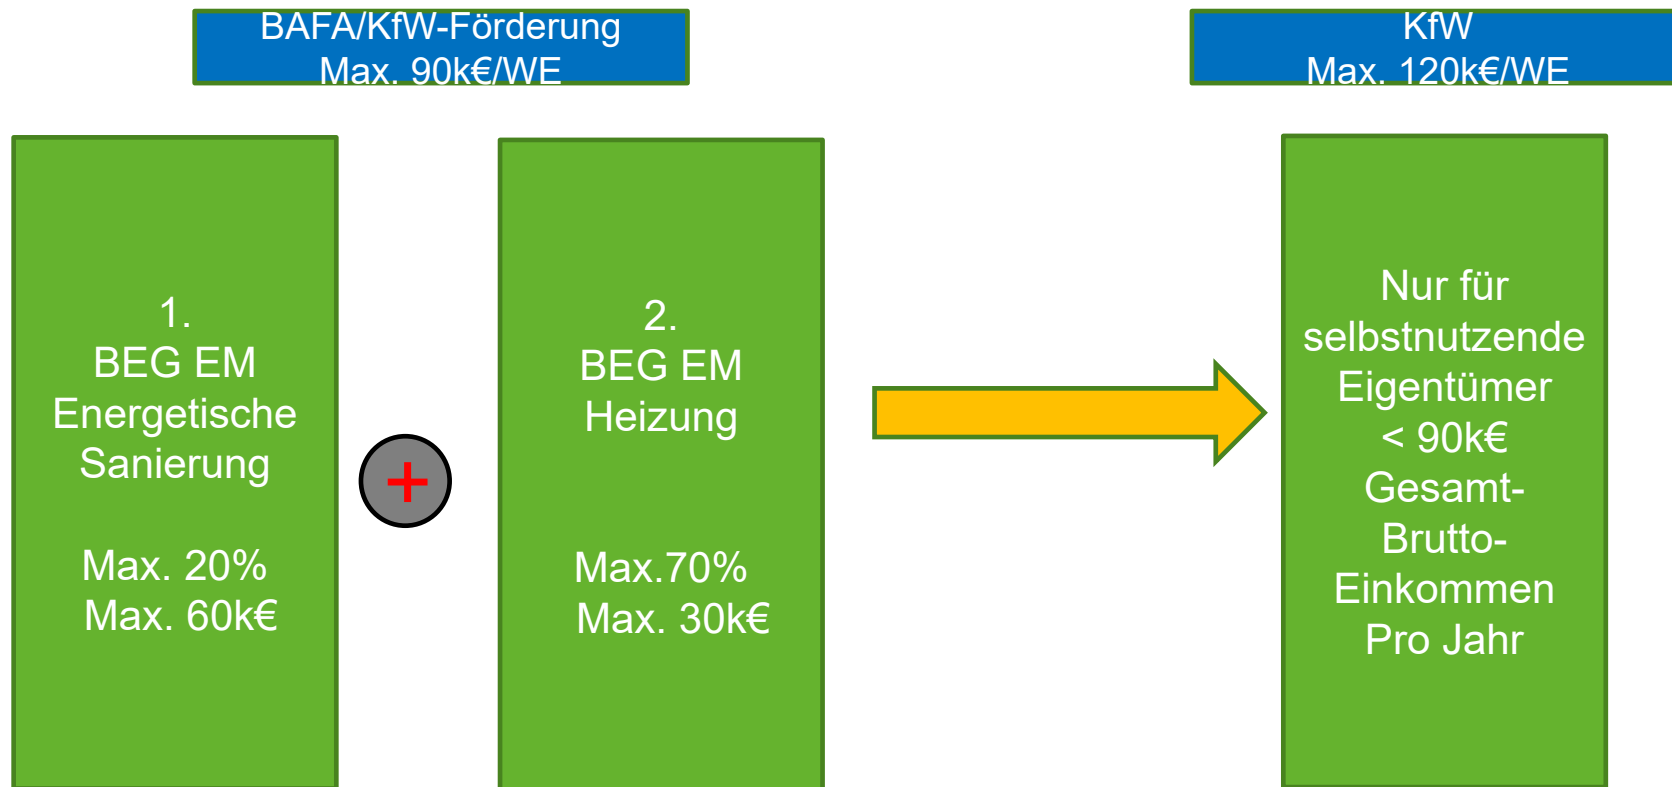 BAFA/KfW-Förderung
Max. 90k€/WE
KfW
Max. 120k€/WE
1.
BEG EM
Energetische
Sanierung
Max. 20%
Max. 60k€
+
2.
BEG EM
Heizung
Max.70%
Max. 30k€
Nur für
selbstnutzende
Eigentümer
< 90k€
Gesamt-
Brutto-
Einkommen
Pro Jahr